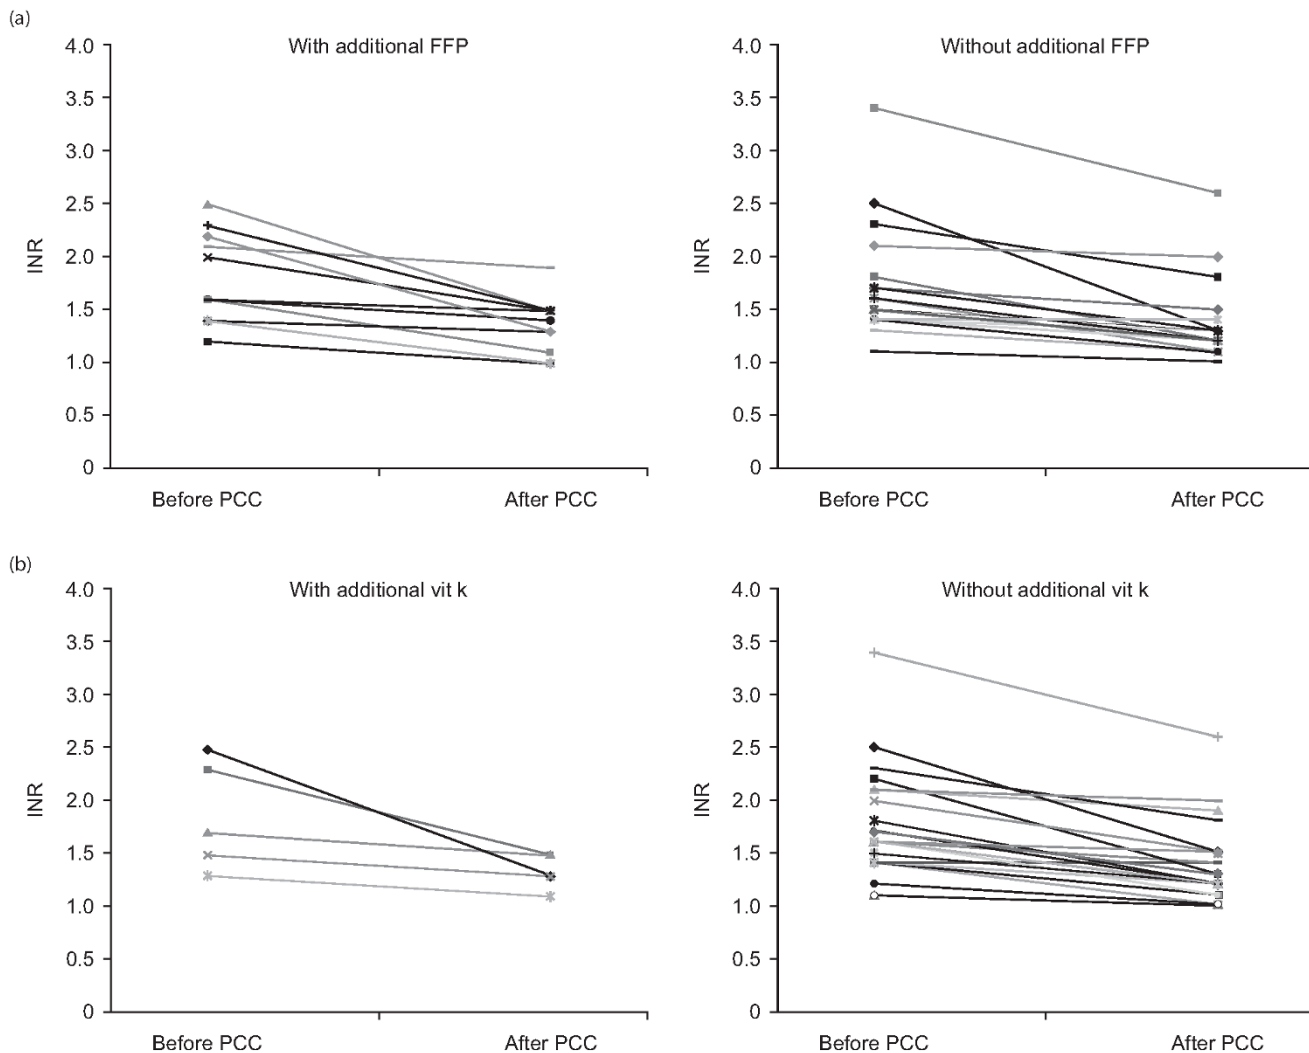 (a)
With additional FFP
4.0
3.5
3.0
2.5
2.0
1.5
1.0
0.5
0
INR
Before PCC
After PCC
Without additional FFP
4.0
3.5
3.0
2.5
2.0
1.5
1.0
0.5
0
INR
Before PCC
After PCC
(b)
With additional vit k
4.0
3.5
3.0
2.5
2.0
1.5
1.0
0.5
0
INR
Before PCC
After PCC
Without additional vit k
4.0
3.5
3.0
2.5
2.0
1.5
1.0
0.5
0
INR
Before PCC
After PCC